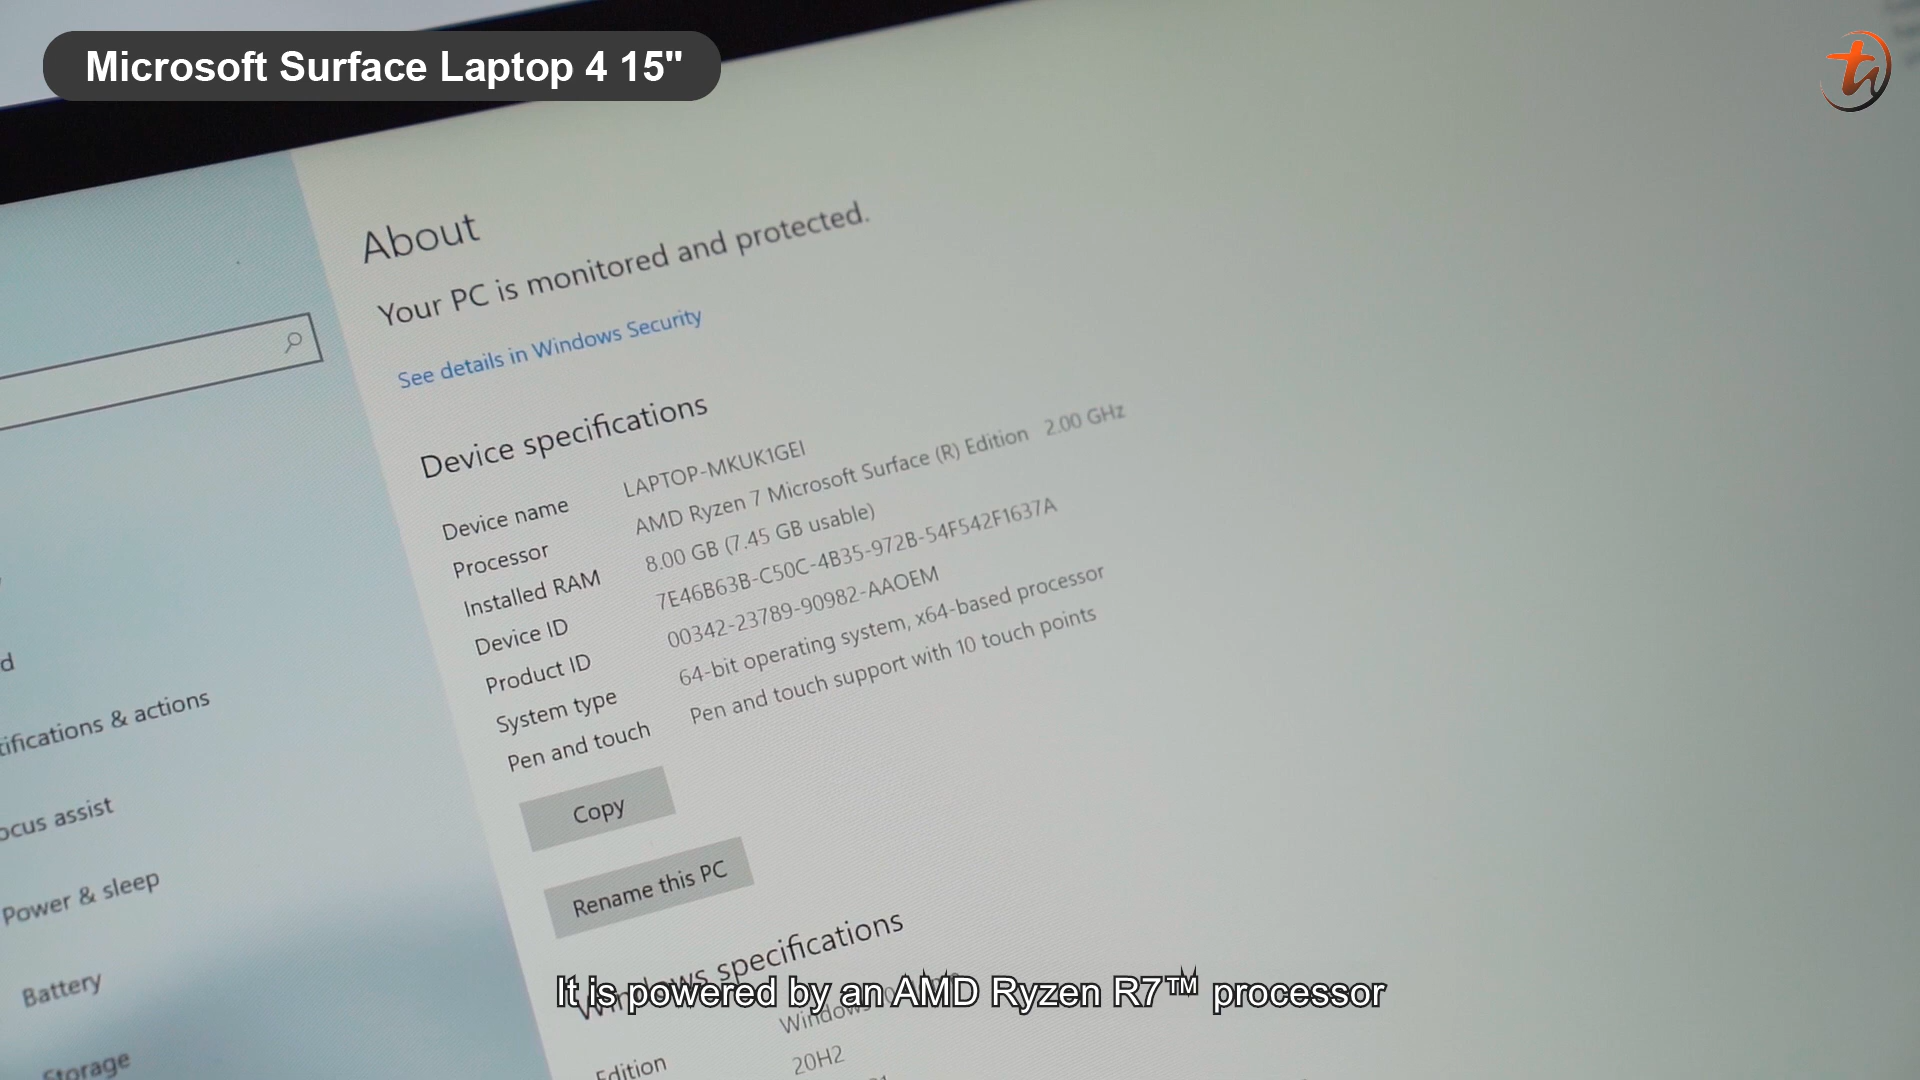 Microsoft Surface Laptop 4 15"
About
Your PC is monitored and protected.
See details in Windows Security
Device specifications
Device name LAPTOP-MKUK1GEI
Processor AMD Ryzen 7 Microsoft Surface (R) Edition 2.00 GHz
Installed RAM 8.00 GB (7.45 GB usable)
Device ID 7E46B63B-C50C-4B35-972B-54F542F1637A
Product ID 00342-23789-90982-AAOEM
System type 64-bit operating system, x64-based processor
Pen and touch Pen and touch support with 10 touch points
Copy
Rename this PC
Windows specifications
Edition Windows
20H2
tifications & actions
ocus assist
Power & sleep
Battery
Storage
It is powered by an AMD Ryzen R7™ processor